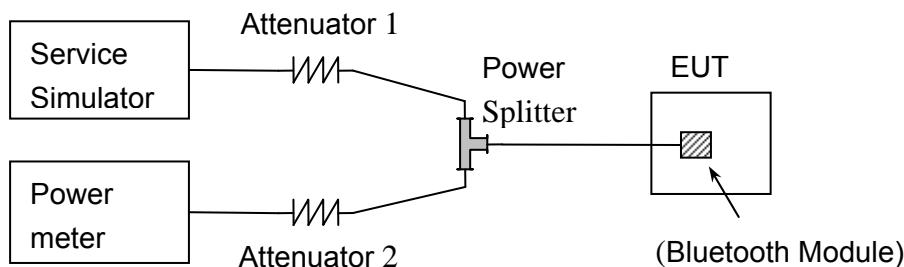 Attenuator 1
Service
Simulator
Power
Splitter
EUT
Power
meter
Attenuator 2
(Bluetooth Module)